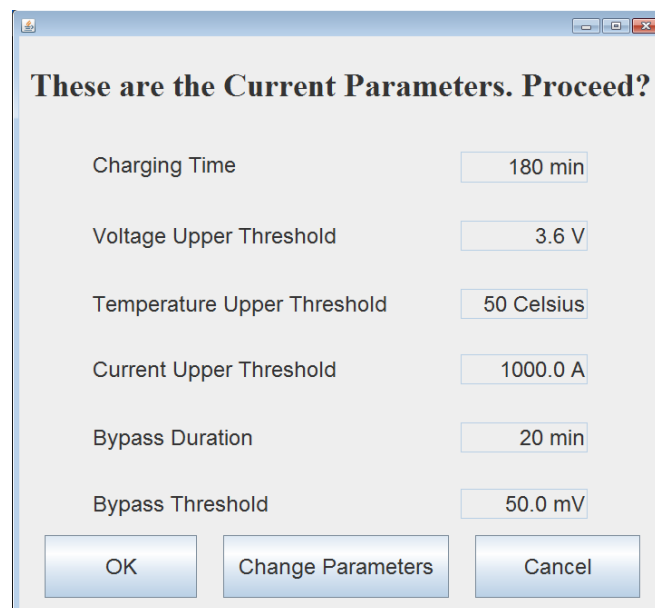 These are the Current Parameters. Proceed?
Charging Time 180 min
Voltage Upper Threshold 3.6 V
Temperature Upper Threshold 50 Celsius
Current Upper Threshold 1000.0 A
Bypass Duration 20 min
Bypass Threshold 50.0 mV
OK Change Parameters Cancel